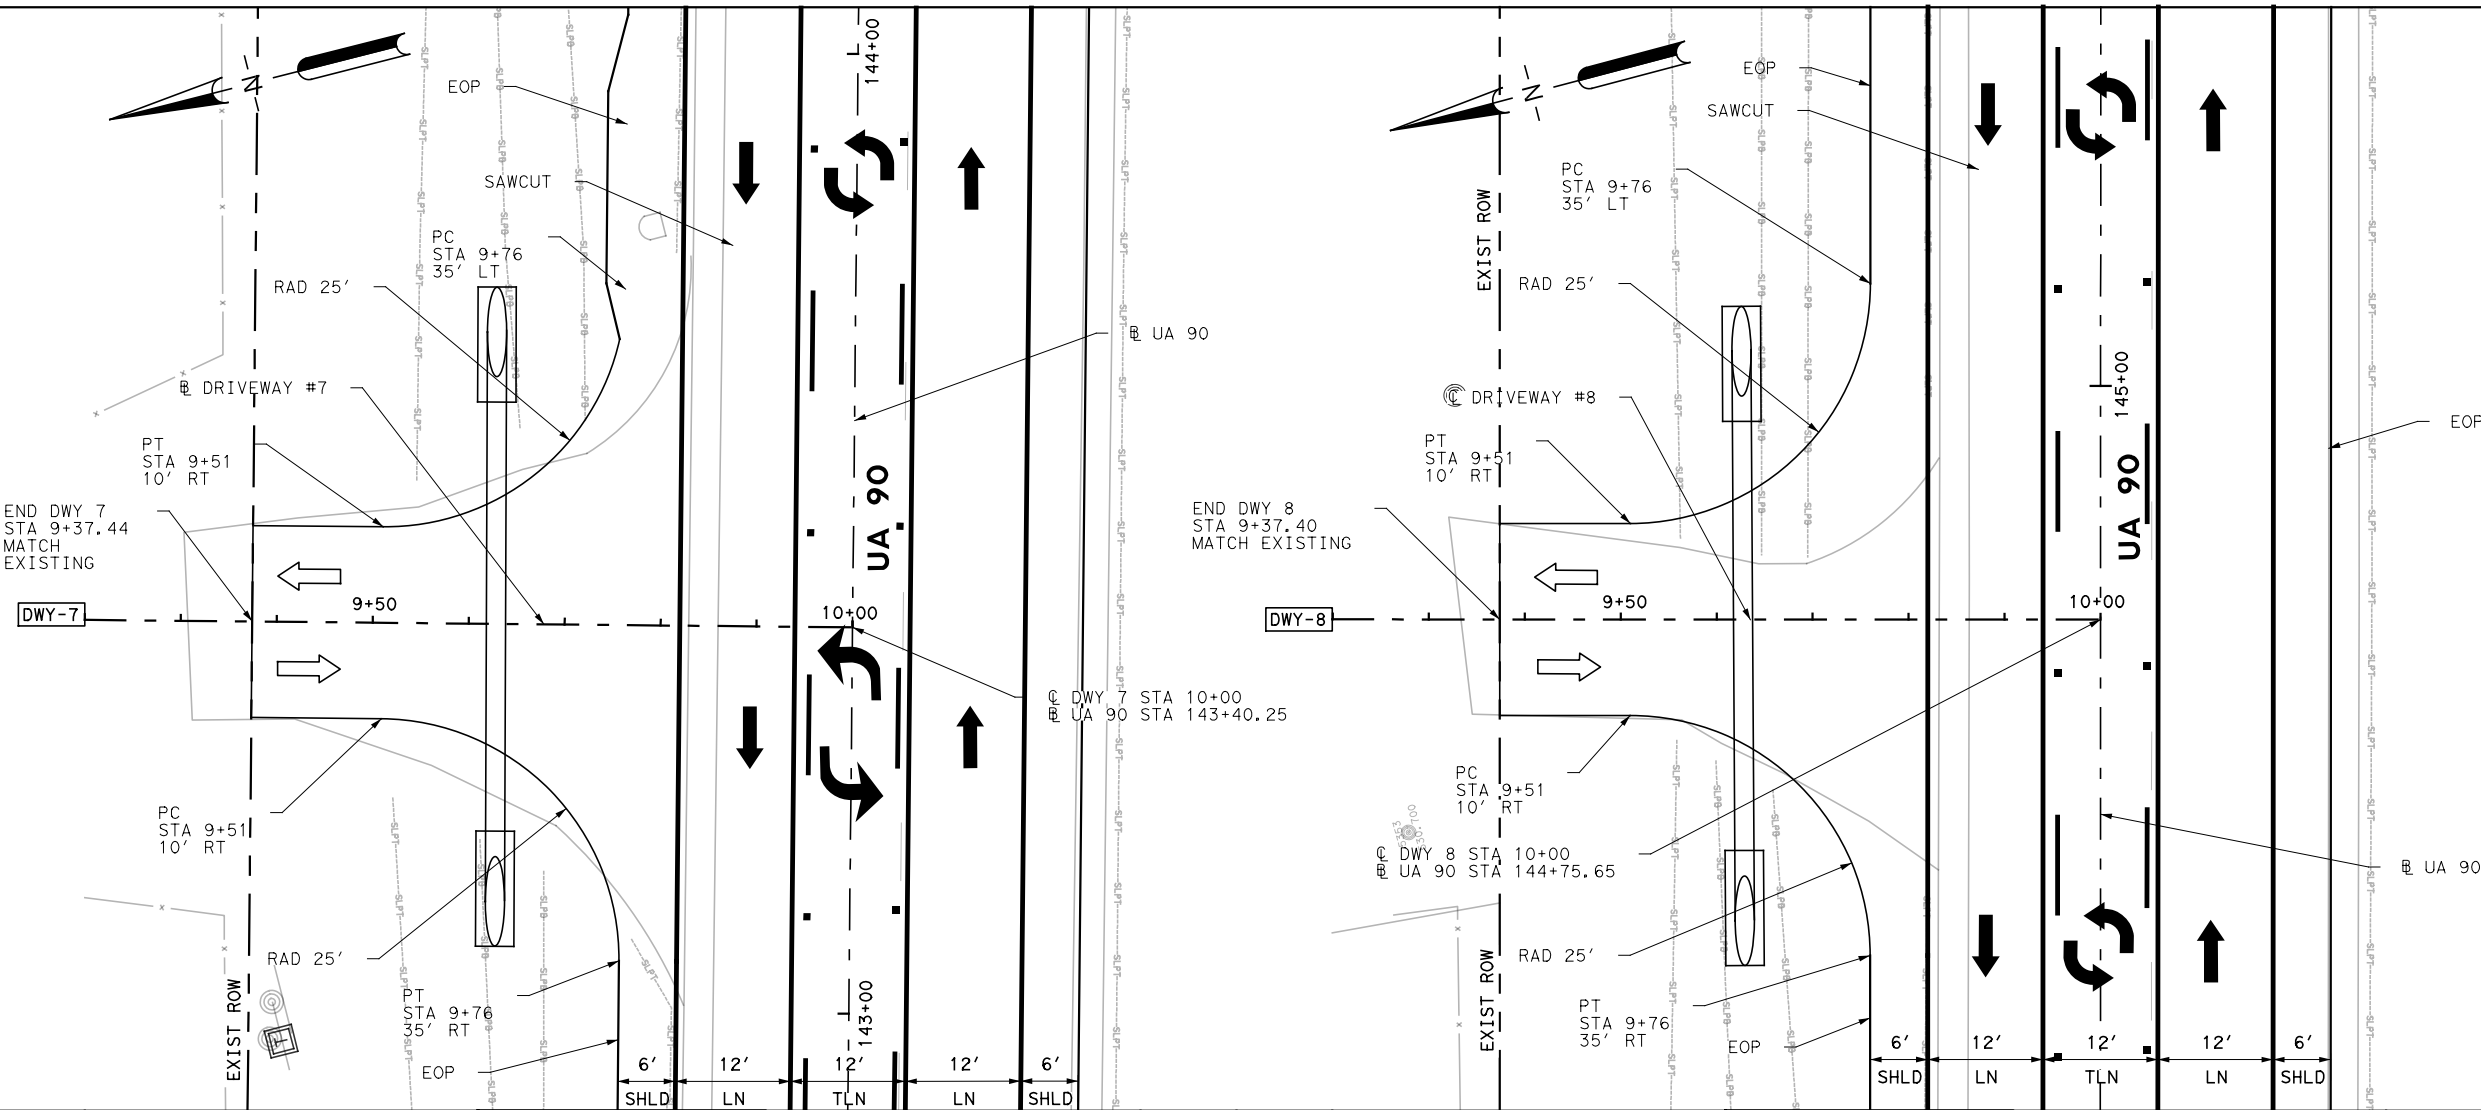 144+00
N
EOP
SAWCUT
PC
STA 9+76
35' LT
RAD 25'
℄ UA 90
DRIVEWAY #7
PT
STA 9+51
10' RT
UA 90
END DWY 7
STA 9+37.44
MATCH
EXISTING
9+50
10+00
DWY-7
℄ DWY 7 STA 10+00
UA 90 STA 143+40.25
PC
STA 9+51
10' RT
RAD 25'
PT
STA 9+76
35' RT
EOP
EXIST ROW
T
143+00
6' 12' 12' 12' 6'
SHLD LN TLN LN SHLD
N
EOP
SAWCUT
PC
STA 9+76
35' LT
EXIST ROW
RAD 25'
145+00
℄ DRIVEWAY #8
EOP
PT
STA 9+51
10' RT
UA 90
END DWY 8
STA 9+37.40
MATCH EXISTING
9+50
10+00
DWY-8
PC
STA 9+51
10' RT
℄ DWY 8 STA 10+00
UA 90 STA 144+75.65
UA 90
RAD 25'
PT
STA 9+76
35' RT
EOP
EXIST ROW
6' 12' 12' 12' 6'
SHLD LN TLN LN SHLD
SLPT
SLPB